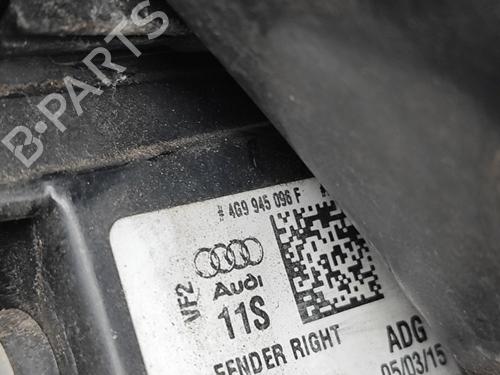 B-PARTS
# 4G9 945 096 F
VF2
Audi
11S
FENDER RIGHT
ADG
05/03/15